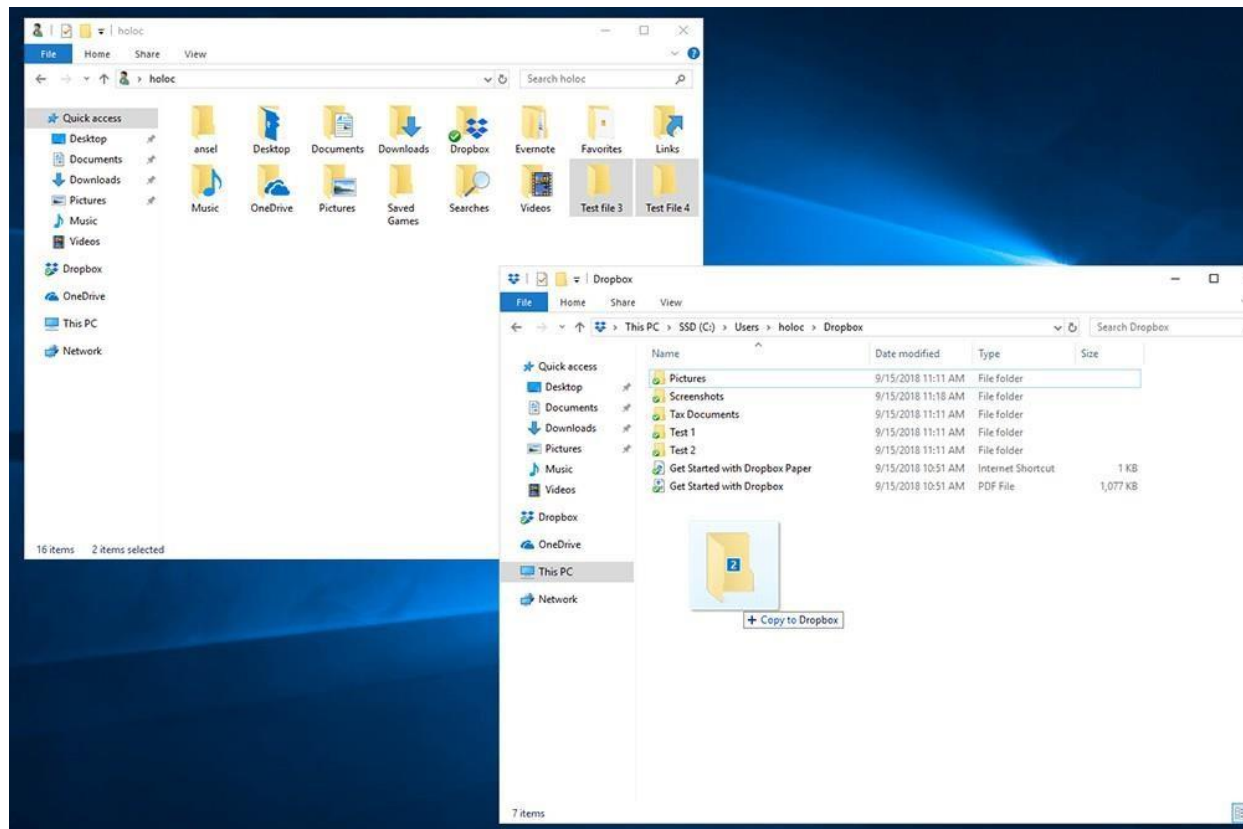 holoc
File Home Share View
holoc
Search holoc
Quick access
Desktop
Documents
Downloads
Pictures
Music
Videos
Dropbox
OneDrive
This PC
Network
ansel Desktop Documents Downloads Dropbox Evernote Favorites Links
Music OneDrive Pictures Saved Games Searches Videos Test file 3 Test File 4
16 items 2 items selected
Dropbox
File Home Share View
This PC > SSD (C:) > Users > holoc > Dropbox
Search Dropbox
Quick access
Desktop
Documents
Downloads
Pictures
Music
Videos
Dropbox
OneDrive
This PC
Network
Name Date modified Type Size
Pictures 9/15/2018 11:11 AM File folder
Screenshots 9/15/2018 11:18 AM File folder
Tax Documents 9/15/2018 11:11 AM File folder
Test 1 9/15/2018 11:11 AM File folder
Test 2 9/15/2018 11:11 AM File folder
Get Started with Dropbox Paper 9/15/2018 10:51 AM Internet Shortcut 1 KB
Get Started with Dropbox 9/15/2018 10:51 AM PDF File 1,077 KB
2
+ Copy to Dropbox
7 items